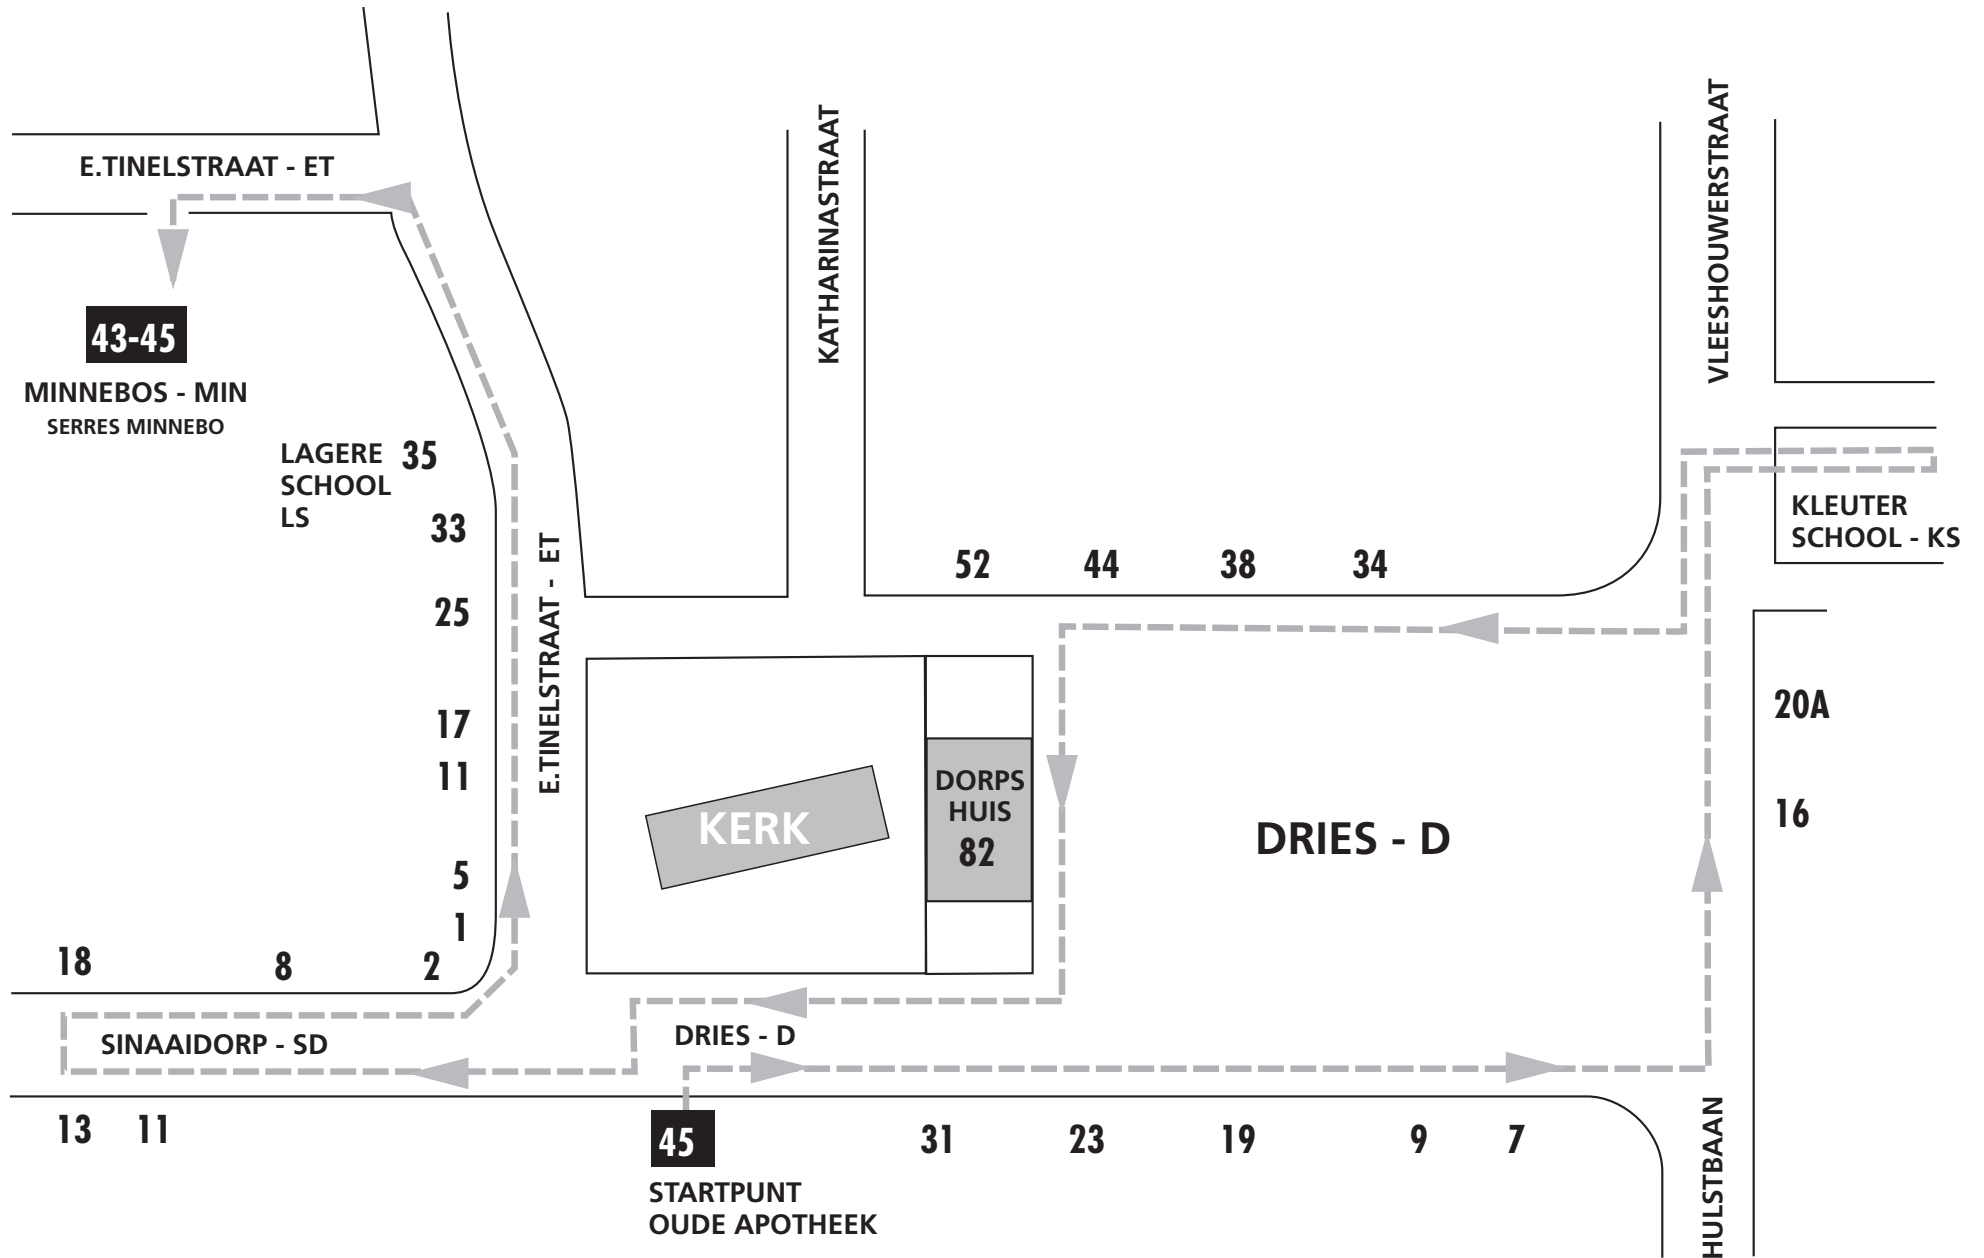 E.TINELSTRAAT - ET
KATHARINASTRAAT
VLEESHOUWERSTRAAT
43-45
MINNEBOS - MIN
SERRES MINNEBO
LAGERE
SCHOOL
LS
35
33
25
17
11
5
1
E.TINELSTRAAT - ET
52
44
38
34
KLEUTER
SCHOOL - KS
20A
16
KERK
DORPS
HUIS
82
DRIES - D
18
8
2
SINAAIDORP - SD
DRIES - D
13
11
45
STARTPUNT
OUDE APOTHEEK
31
23
19
9
7
HULSTBAAN